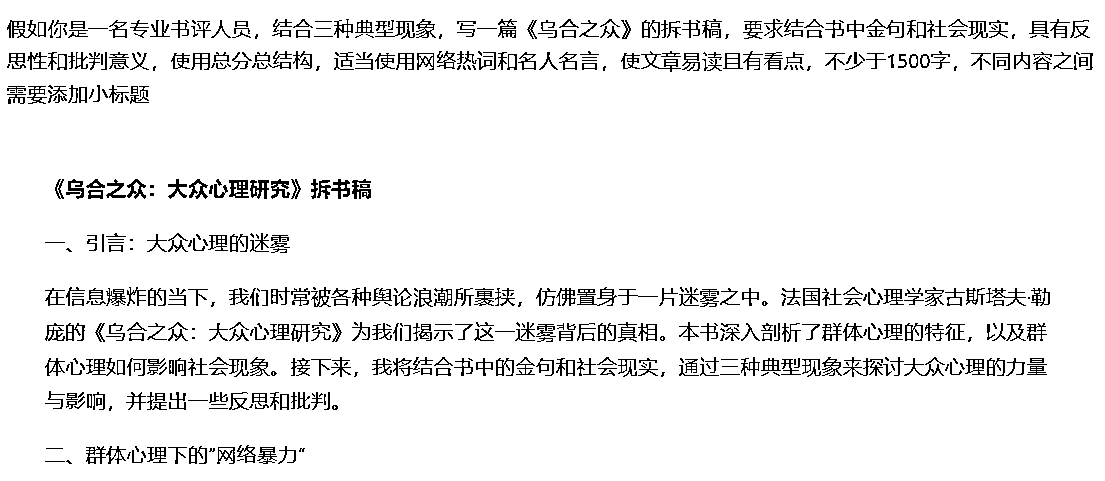 假如你是一名专业书评人员，结合三种典型现象，写一篇《乌合之众》的拆书稿，要求结合书中金句和社会现实，具有反
思性和批判意义，使用总分总结构，适当使用网络热词和名人名言，使文章易读且有看点，不少于1500字，不同内容之间
需要添加小标题
《乌合之众：大众心理研究》拆书稿
一、引言：大众心理的迷雾
在信息爆炸的当下，我们时常被各种舆论浪潮所裹挟，仿佛置身于一片迷雾之中。法国社会心理学家古斯塔夫·勒
庞的《乌合之众：大众心理研究》为我们揭示了这一迷雾背后的真相。本书深入剖析了群体心理的特征，以及群
体心理如何影响社会现象。接下来，我将结合书中的金句和社会现实，通过三种典型现象来探讨大众心理的力量
与影响，并提出一些反思和批判。
二、群体心理下的"网络暴力"